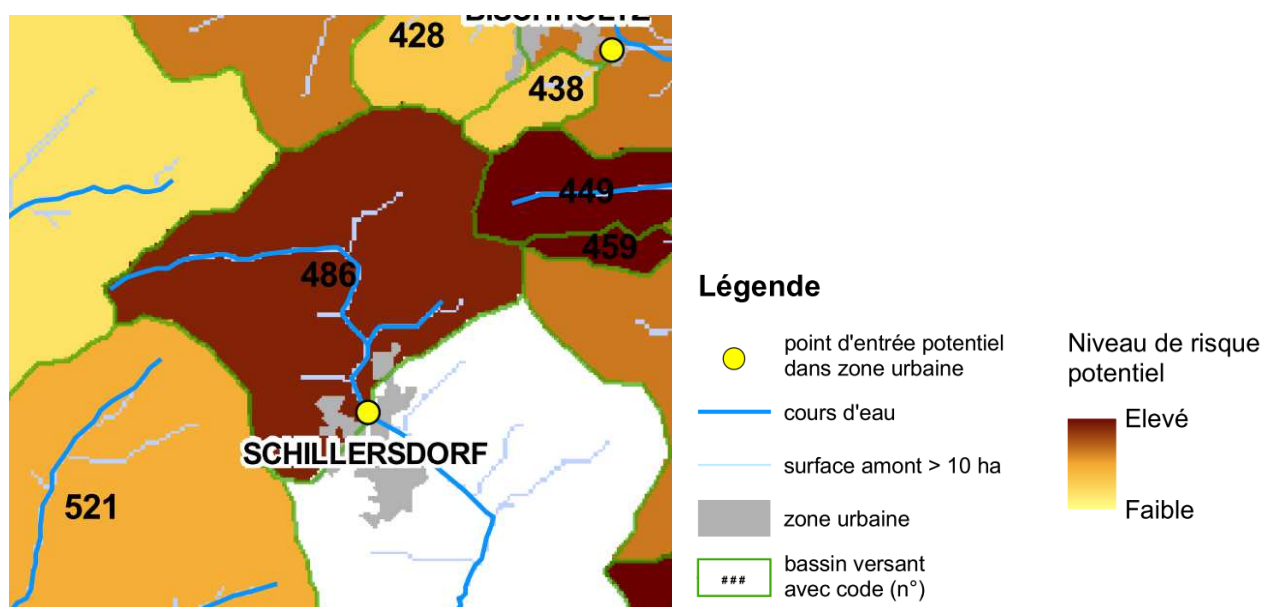 BISCHHOLTZ
428
438
449
459
486
SCHILLERSDORF
521
Légende
point d'entrée potentiel
dans zone urbaine
cours d'eau
surface amont > 10 ha
zone urbaine
###
bassin versant
avec code (n°)
Niveau de risque
potentiel
Elevé
Faible